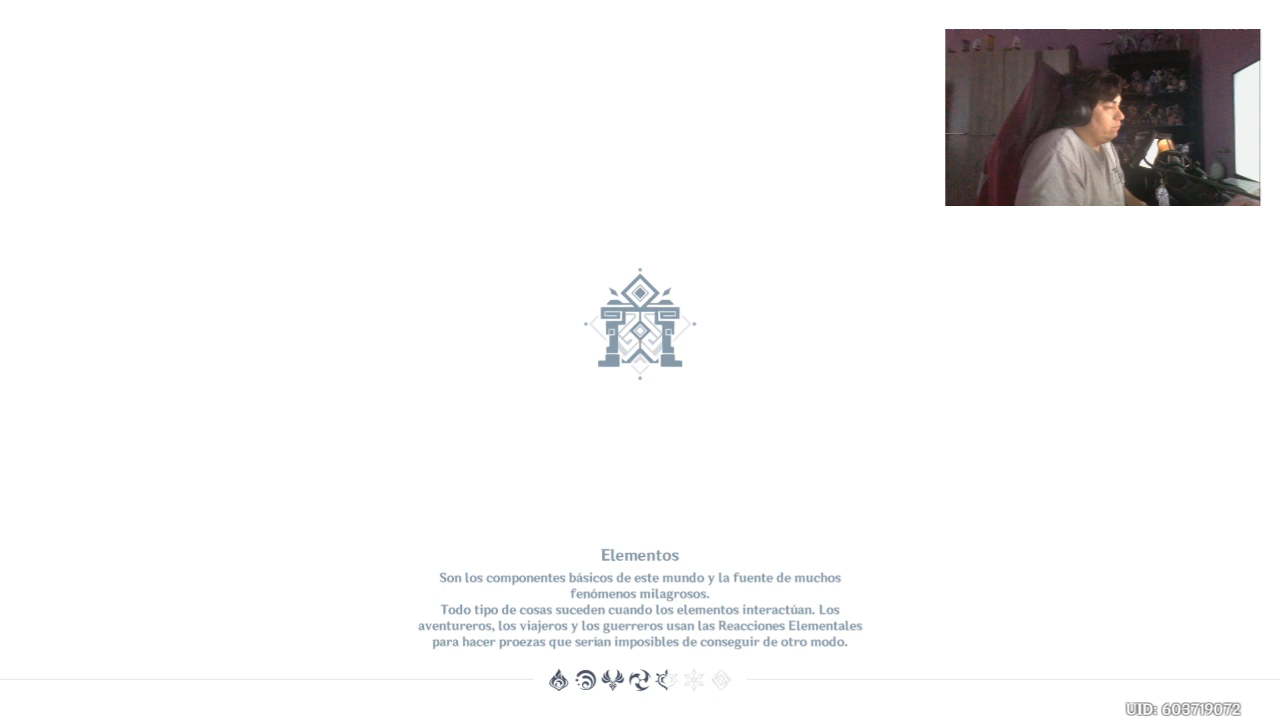 Elementos
Son los componentes básicos de este mundo y la fuente de muchos
fenómenos milagrosos.
Todo tipo de cosas suceden cuando los elementos interactúan. Los
aventureros, los viajeros y los guerreros usan las Reacciones Elementales
para hacer proezas que serían imposibles de conseguir de otro modo.
UID: 603719072